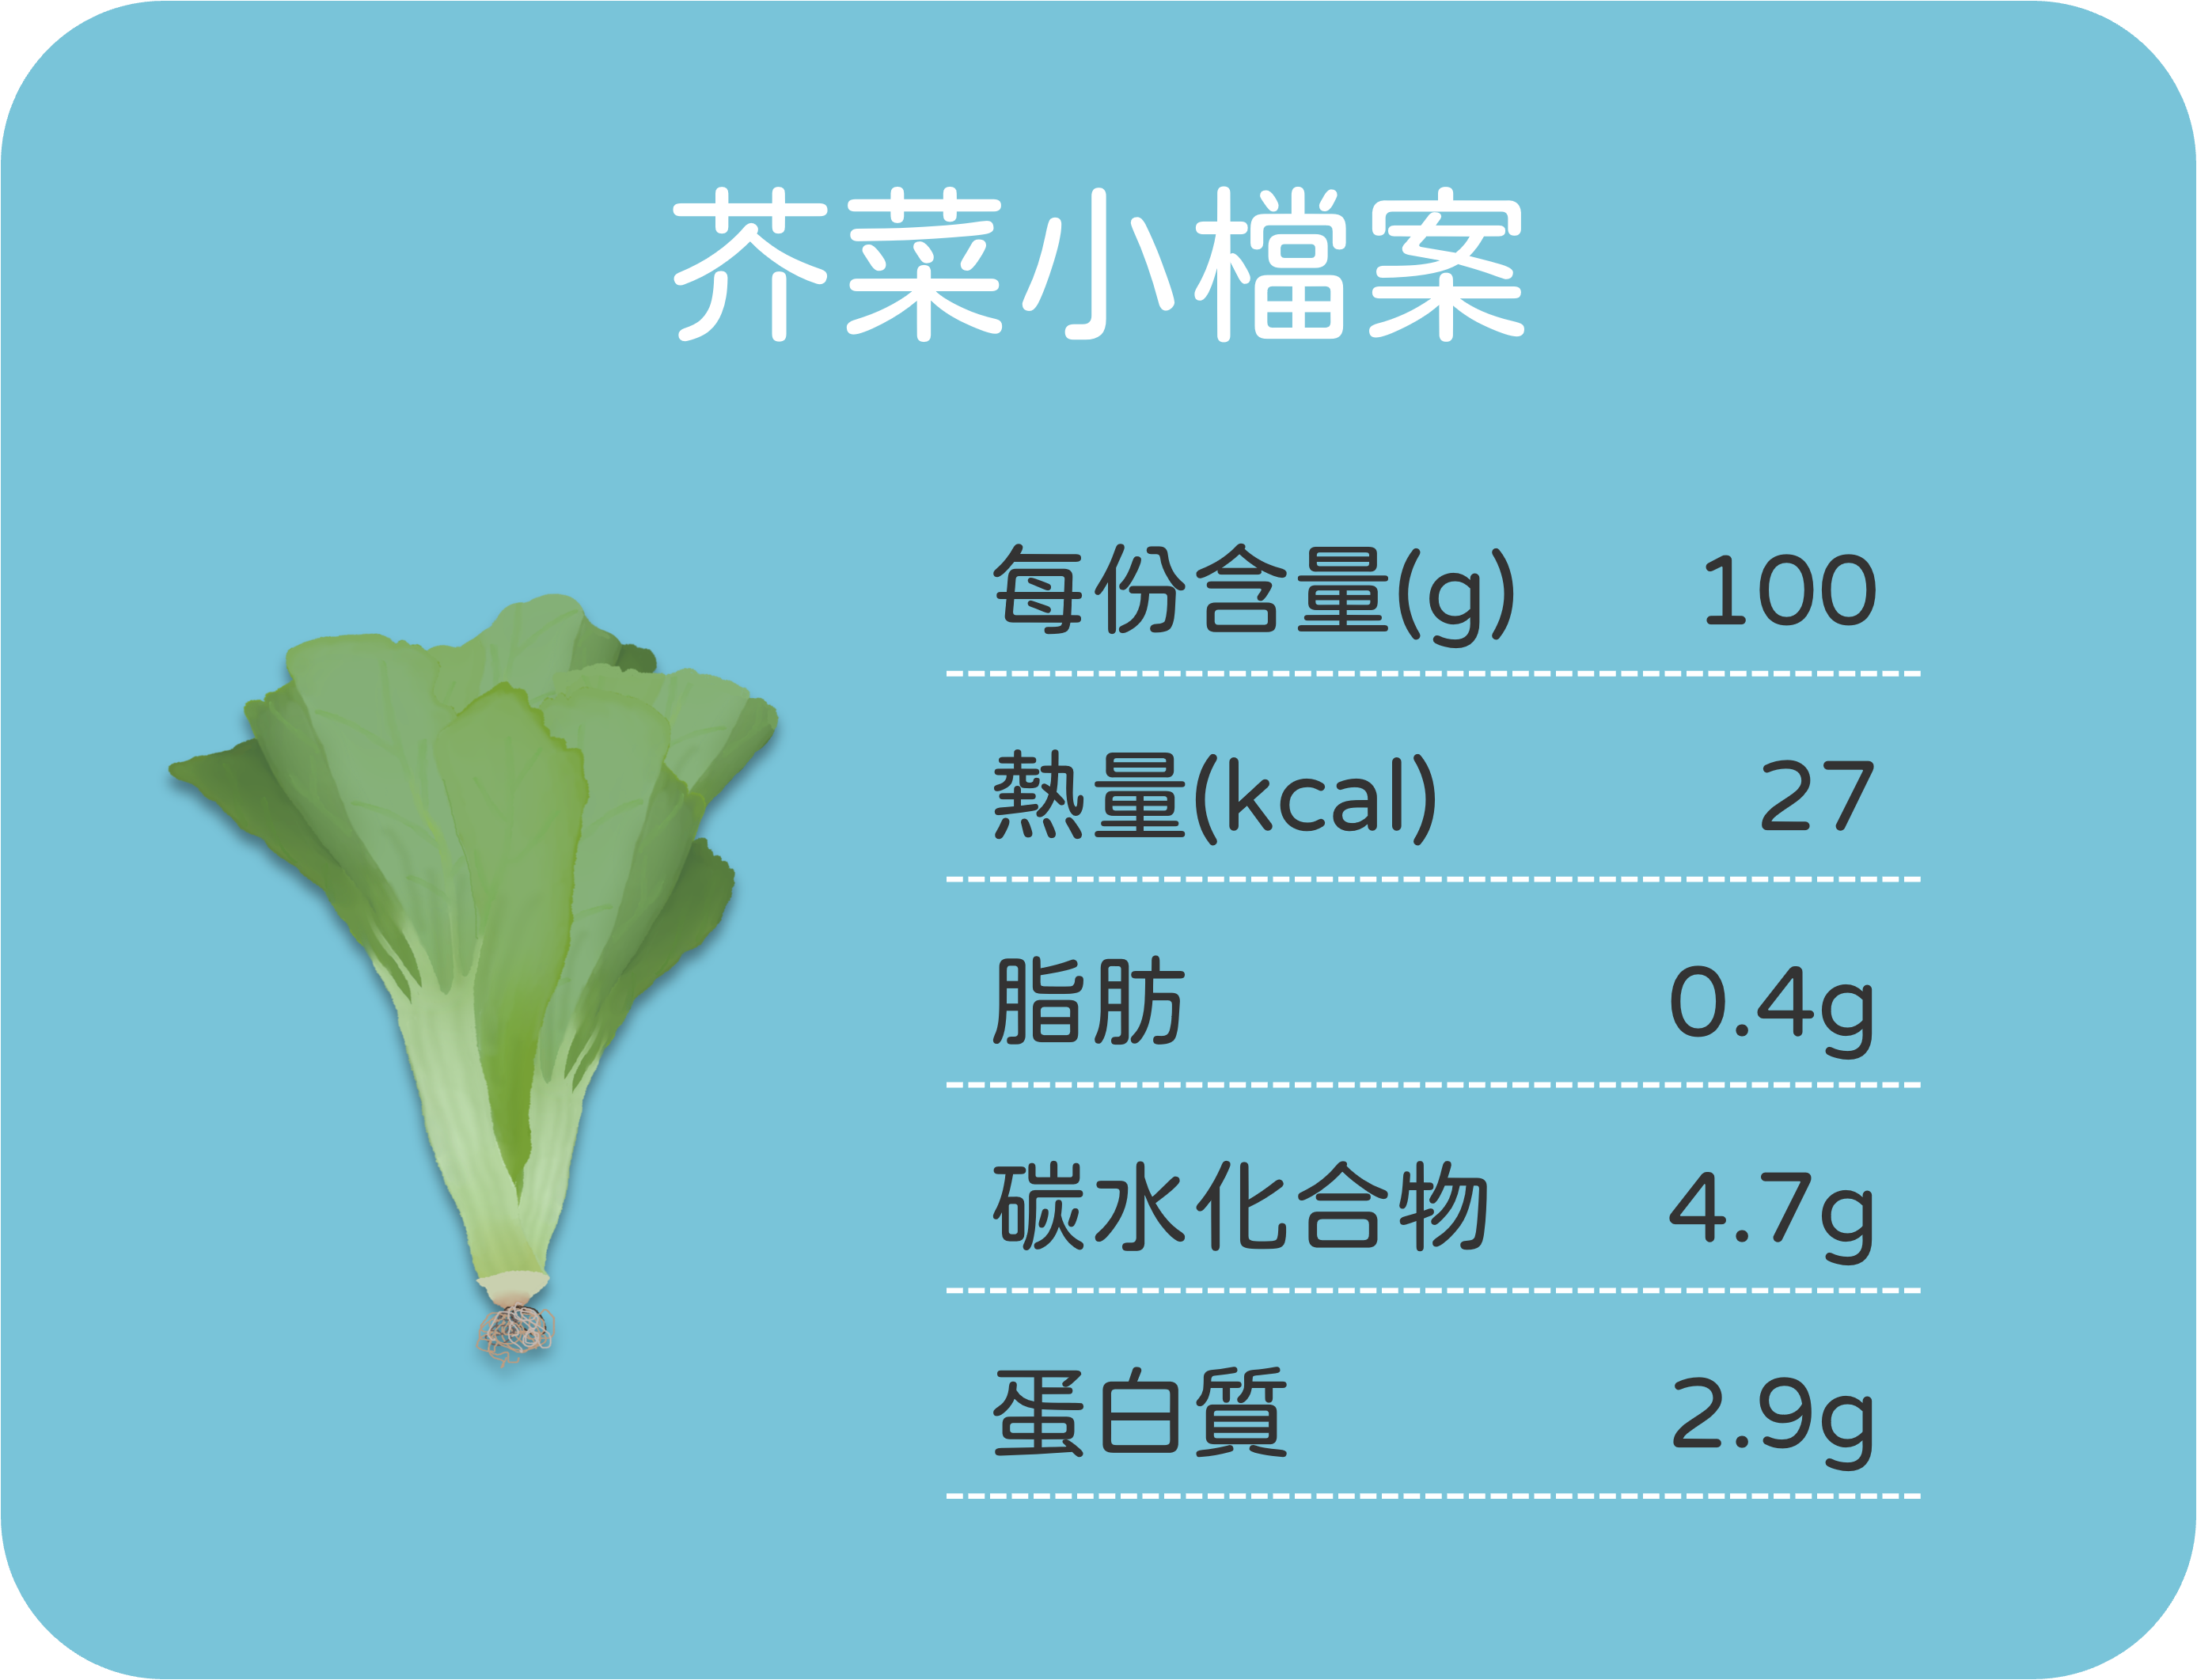 芥菜小檔案
每份含量(g) 100
熱量(kcal) 27
脂肪 0.4g
碳水化合物 4.7g
蛋白質 2.9g